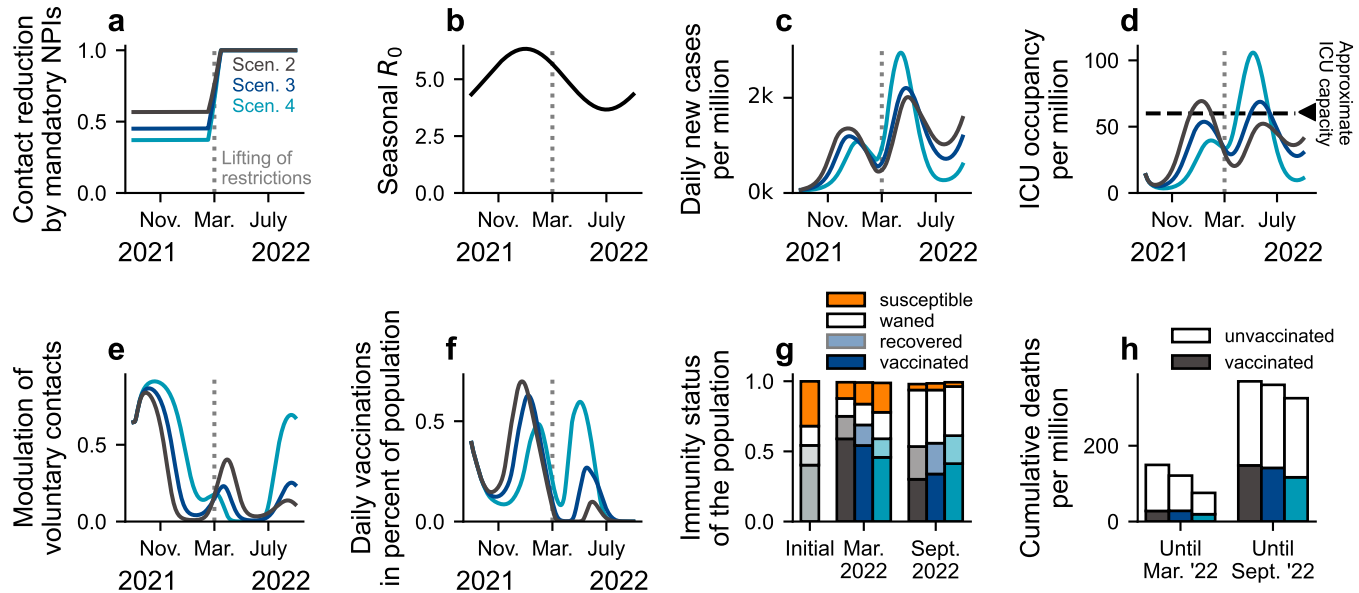 a
Contact reduction
by mandatory NPIs
1.0
0.5
0.0
Scen. 2
Scen. 3
Scen. 4
Lifting of
restrictions
Nov. Mar. July
2021 2022
b
Seasonal R0
5.0
2.5
0.0
Nov. Mar. July
2021 2022
c
Daily new cases
per million
2k
0k
Nov. Mar. July
2021 2022
d
ICU occupancy
per million
100
50
0
Approximate
ICU capacity
Nov. Mar. July
2021 2022
e
Modulation of
voluntary contacts
0.5
0.0
Nov. Mar. July
2021 2022
f
Daily vaccinations
in percent of population
0.5
0.0
Nov. Mar. July
2021 2022
susceptible
waned
recovered
vaccinated
g
Immunity status
of the population
1.0
0.5
0.0
Initial Mar. Sept.
2022 2022
h
unvaccinated
vaccinated
Cumulative deaths
per million
200
0
Until Until
Mar. '22 Sept. '22